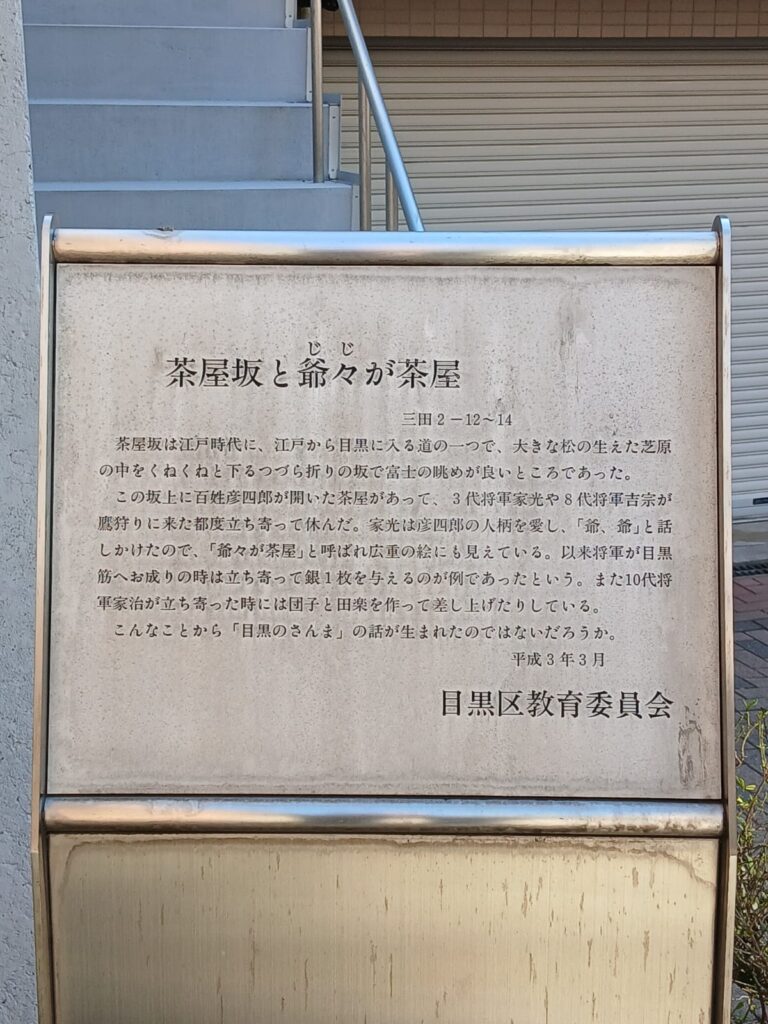 じじ
茶屋坂と爺々が茶屋
三田2−12〜14
茶屋坂は江戸時代に、江戸から目黒に入る道の一つで、大きな松の生えた芝原
の中をくねくねと下るつづら折りの坂で富士の眺めが良いところであった。
この坂上に百姓彦四郎が開いた茶屋があって、3代将軍家光や8代将軍吉宗が
鷹狩りに来た都度立ち寄って休んだ。家光は彦四郎の人柄を愛し、「爺、爺」と話
しかけたので、「爺々が茶屋」と呼ばれ広重の絵にも見えている。以来将軍が目黒
筋へお成りの時は立ち寄って銀1枚を与えるのが例であったという。また10代将
軍家治が立ち寄った時には団子と田楽を作って差し上げたりしている。
こんなことから「目黒のさんま」の話が生まれたのではないだろうか。
平成3年3月
目黒区教育委員会